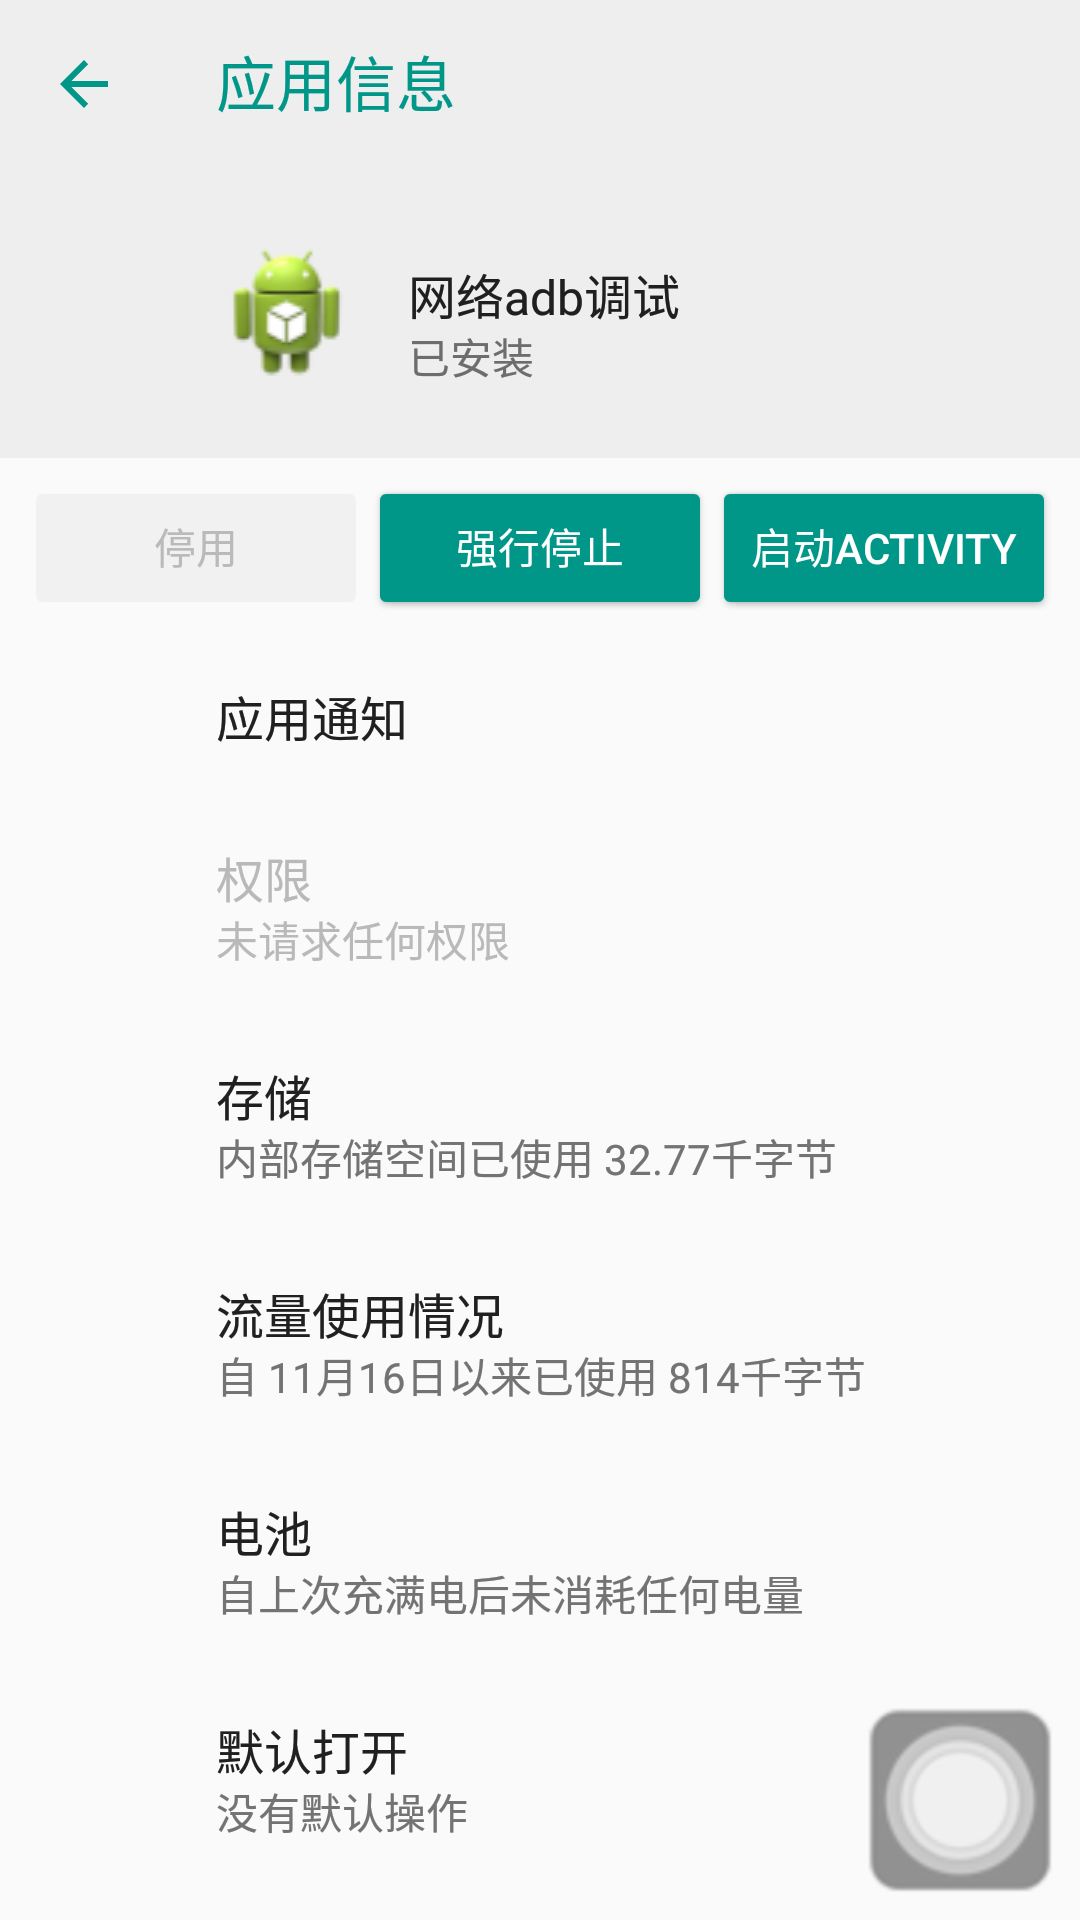 应用信息
网络adb调试
已安装
停用
强行停止
启动ACTIVITY
应用通知
权限
未请求任何权限
存储
内部存储空间已使用 32.77千字节
流量使用情况
自 11月16日以来已使用 814千字节
电池
自上次充满电后未消耗任何电量
默认打开
没有默认操作